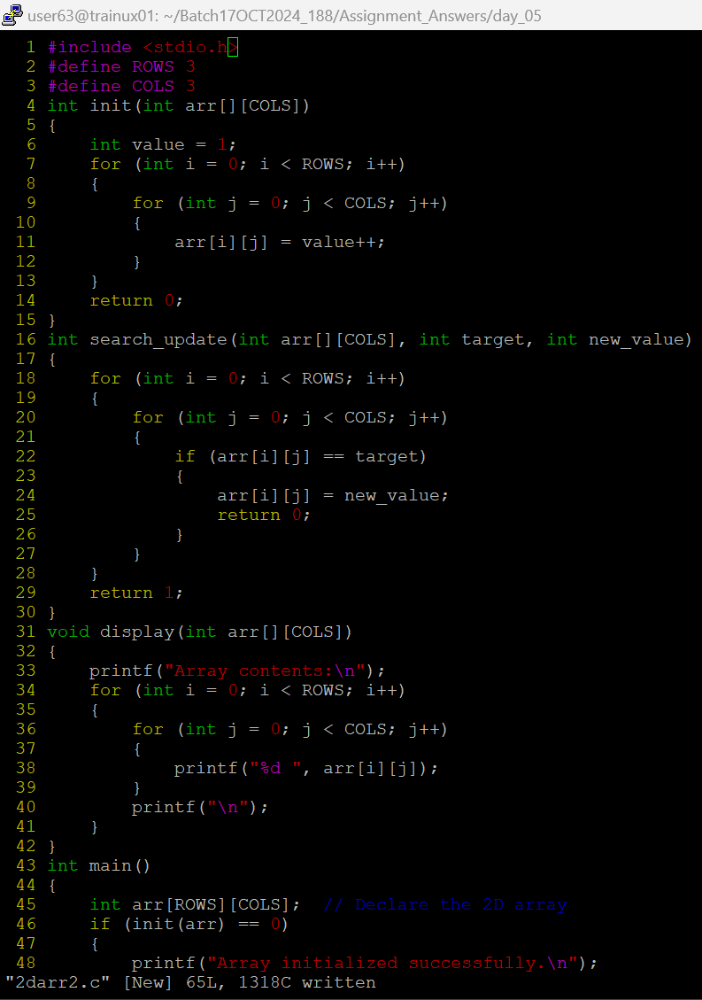 user63@trainux01: ~/Batch17OCT2024_188/Assignment_Answers/day_05
1 #include <stdio.h>
2 #define ROWS 3
3 #define COLS 3
4 int init(int arr[][COLS])
5 {
6     int value = 1;
7     for (int i = 0; i < ROWS; i++)
8     {
9         for (int j = 0; j < COLS; j++)
10         {
11             arr[i][j] = value++;
12         }
13     }
14     return 0;
15 }
16 int search_update(int arr[][COLS], int target, int new_value)
17 {
18     for (int i = 0; i < ROWS; i++)
19     {
20         for (int j = 0; j < COLS; j++)
21         {
22             if (arr[i][j] == target)
23             {
24                 arr[i][j] = new_value;
25                 return 0;
26             }
27         }
28     }
29     return 1;
30 }
31 void display(int arr[][COLS])
32 {
33     printf("Array contents:\n");
34     for (int i = 0; i < ROWS; i++)
35     {
36         for (int j = 0; j < COLS; j++)
37         {
38             printf("%d ", arr[i][j]);
39         }
40         printf("\n");
41     }
42 }
43 int main()
44 {
45     int arr[ROWS][COLS];  // Declare the 2D array
46     if (init(arr) == 0)
47     {
48         printf("Array initialized successfully.\n");
"2darr2.c" [New] 65L, 1318C written